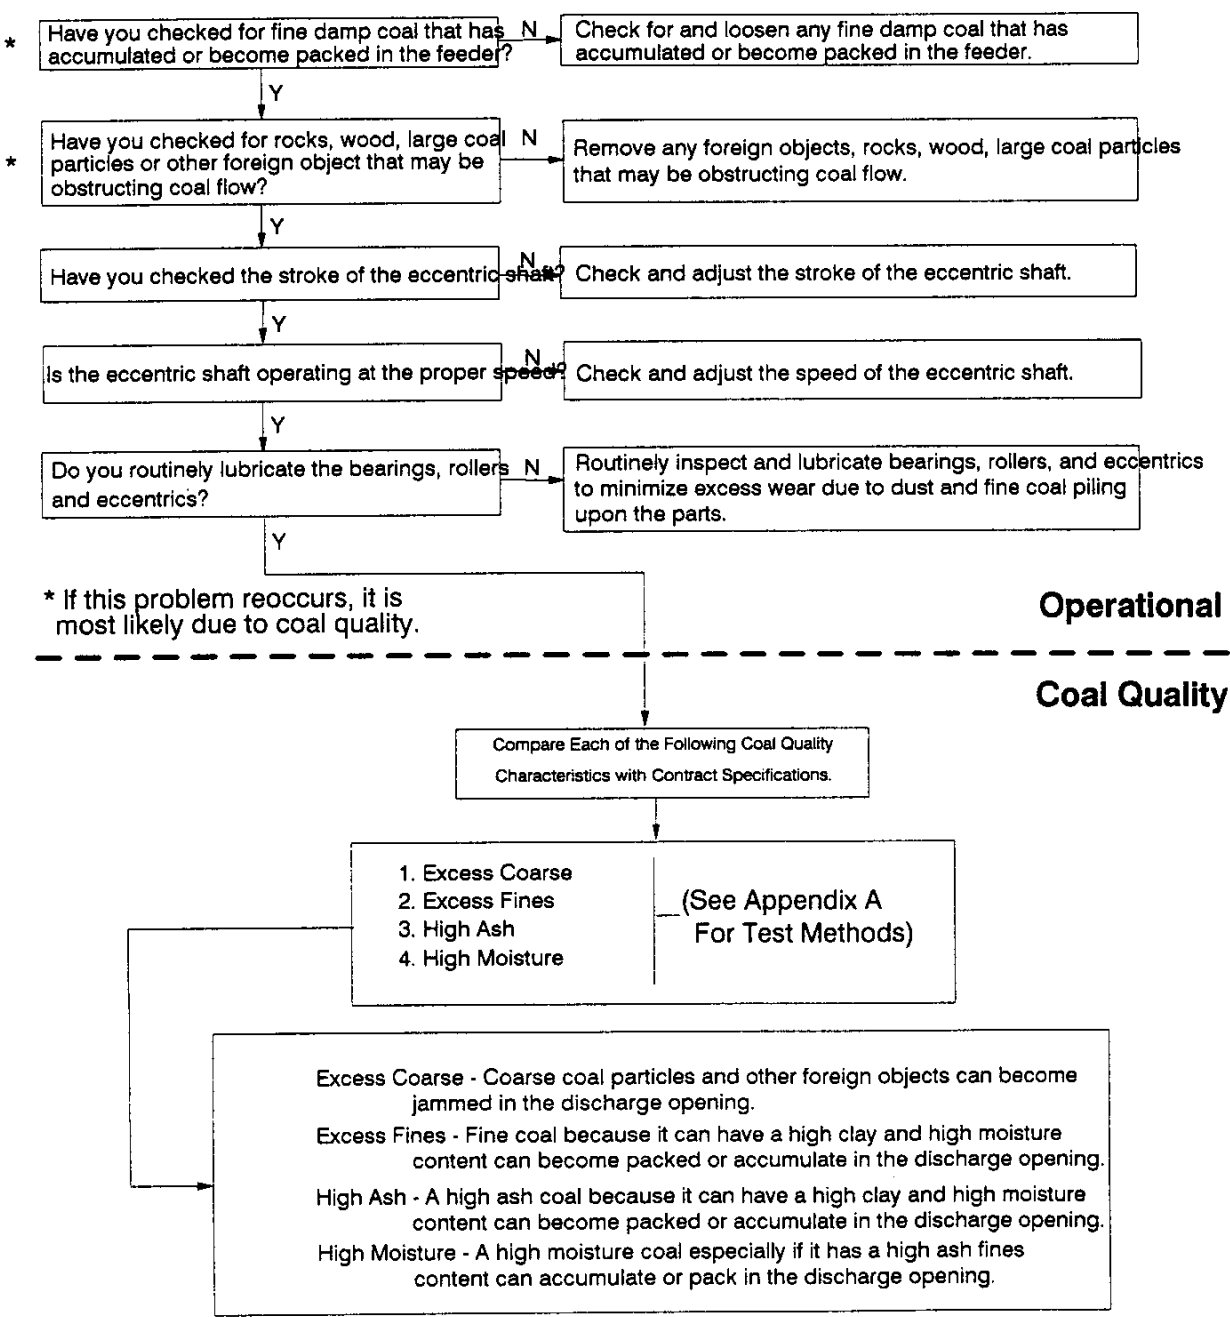 * Have you checked for fine damp coal that has
accumulated or become packed in the feeder?
N
Check for and loosen any fine damp coal that has
accumulated or become packed in the feeder.
Y
* Have you checked for rocks, wood, large coal
particles or other foreign object that may be
obstructing coal flow?
N
Remove any foreign objects, rocks, wood, large coal particles
that may be obstructing coal flow.
Y
Have you checked the stroke of the eccentric shaft?
N
Check and adjust the stroke of the eccentric shaft.
Y
Is the eccentric shaft operating at the proper speed?
N
Check and adjust the speed of the eccentric shaft.
Y
Do you routinely lubricate the bearings, rollers
and eccentrics?
N
Routinely inspect and lubricate bearings, rollers, and eccentrics
to minimize excess wear due to dust and fine coal piling
upon the parts.
Y
* If this problem reoccurs, it is
most likely due to coal quality.
Operational
Coal Quality
Compare Each of the Following Coal Quality
Characteristics with Contract Specifications.
1. Excess Coarse
2. Excess Fines
3. High Ash
4. High Moisture
(See Appendix A
For Test Methods)
Excess Coarse - Coarse coal particles and other foreign objects can become
jammed in the discharge opening.
Excess Fines - Fine coal because it can have a high clay and high moisture
content can become packed or accumulate in the discharge opening.
High Ash - A high ash coal because it can have a high clay and high moisture
content can become packed or accumulate in the discharge opening.
High Moisture - A high moisture coal especially if it has a high ash fines
content can accumulate or pack in the discharge opening.